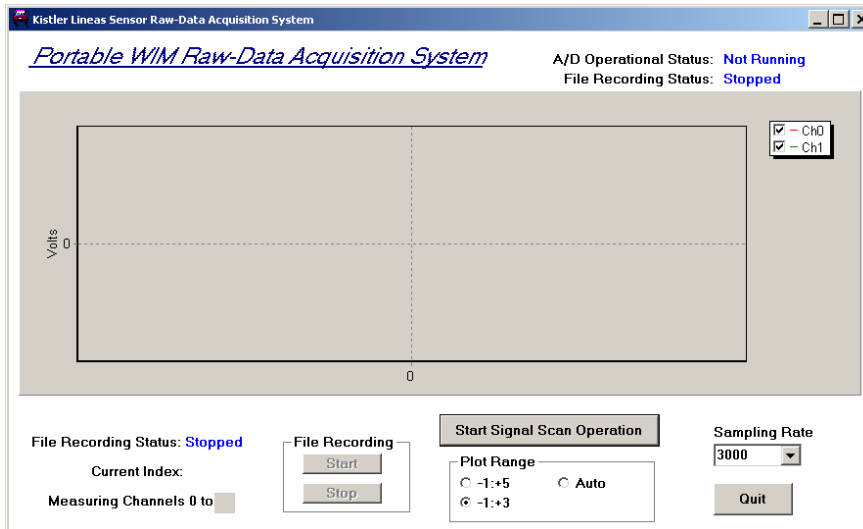 Kistler Lineas Sensor Raw-Data Acquisition System
Portable WIM Raw-Data Acquisition System
A/D Operational Status: Not Running
File Recording Status: Stopped
Ch0
Ch1
Volts
0
0
File Recording Status: Stopped
Current Index:
Measuring Channels 0 to
File Recording
Start
Stop
Start Signal Scan Operation
Plot Range
-1:+5
Auto
-1:+3
Sampling Rate
3000
Quit